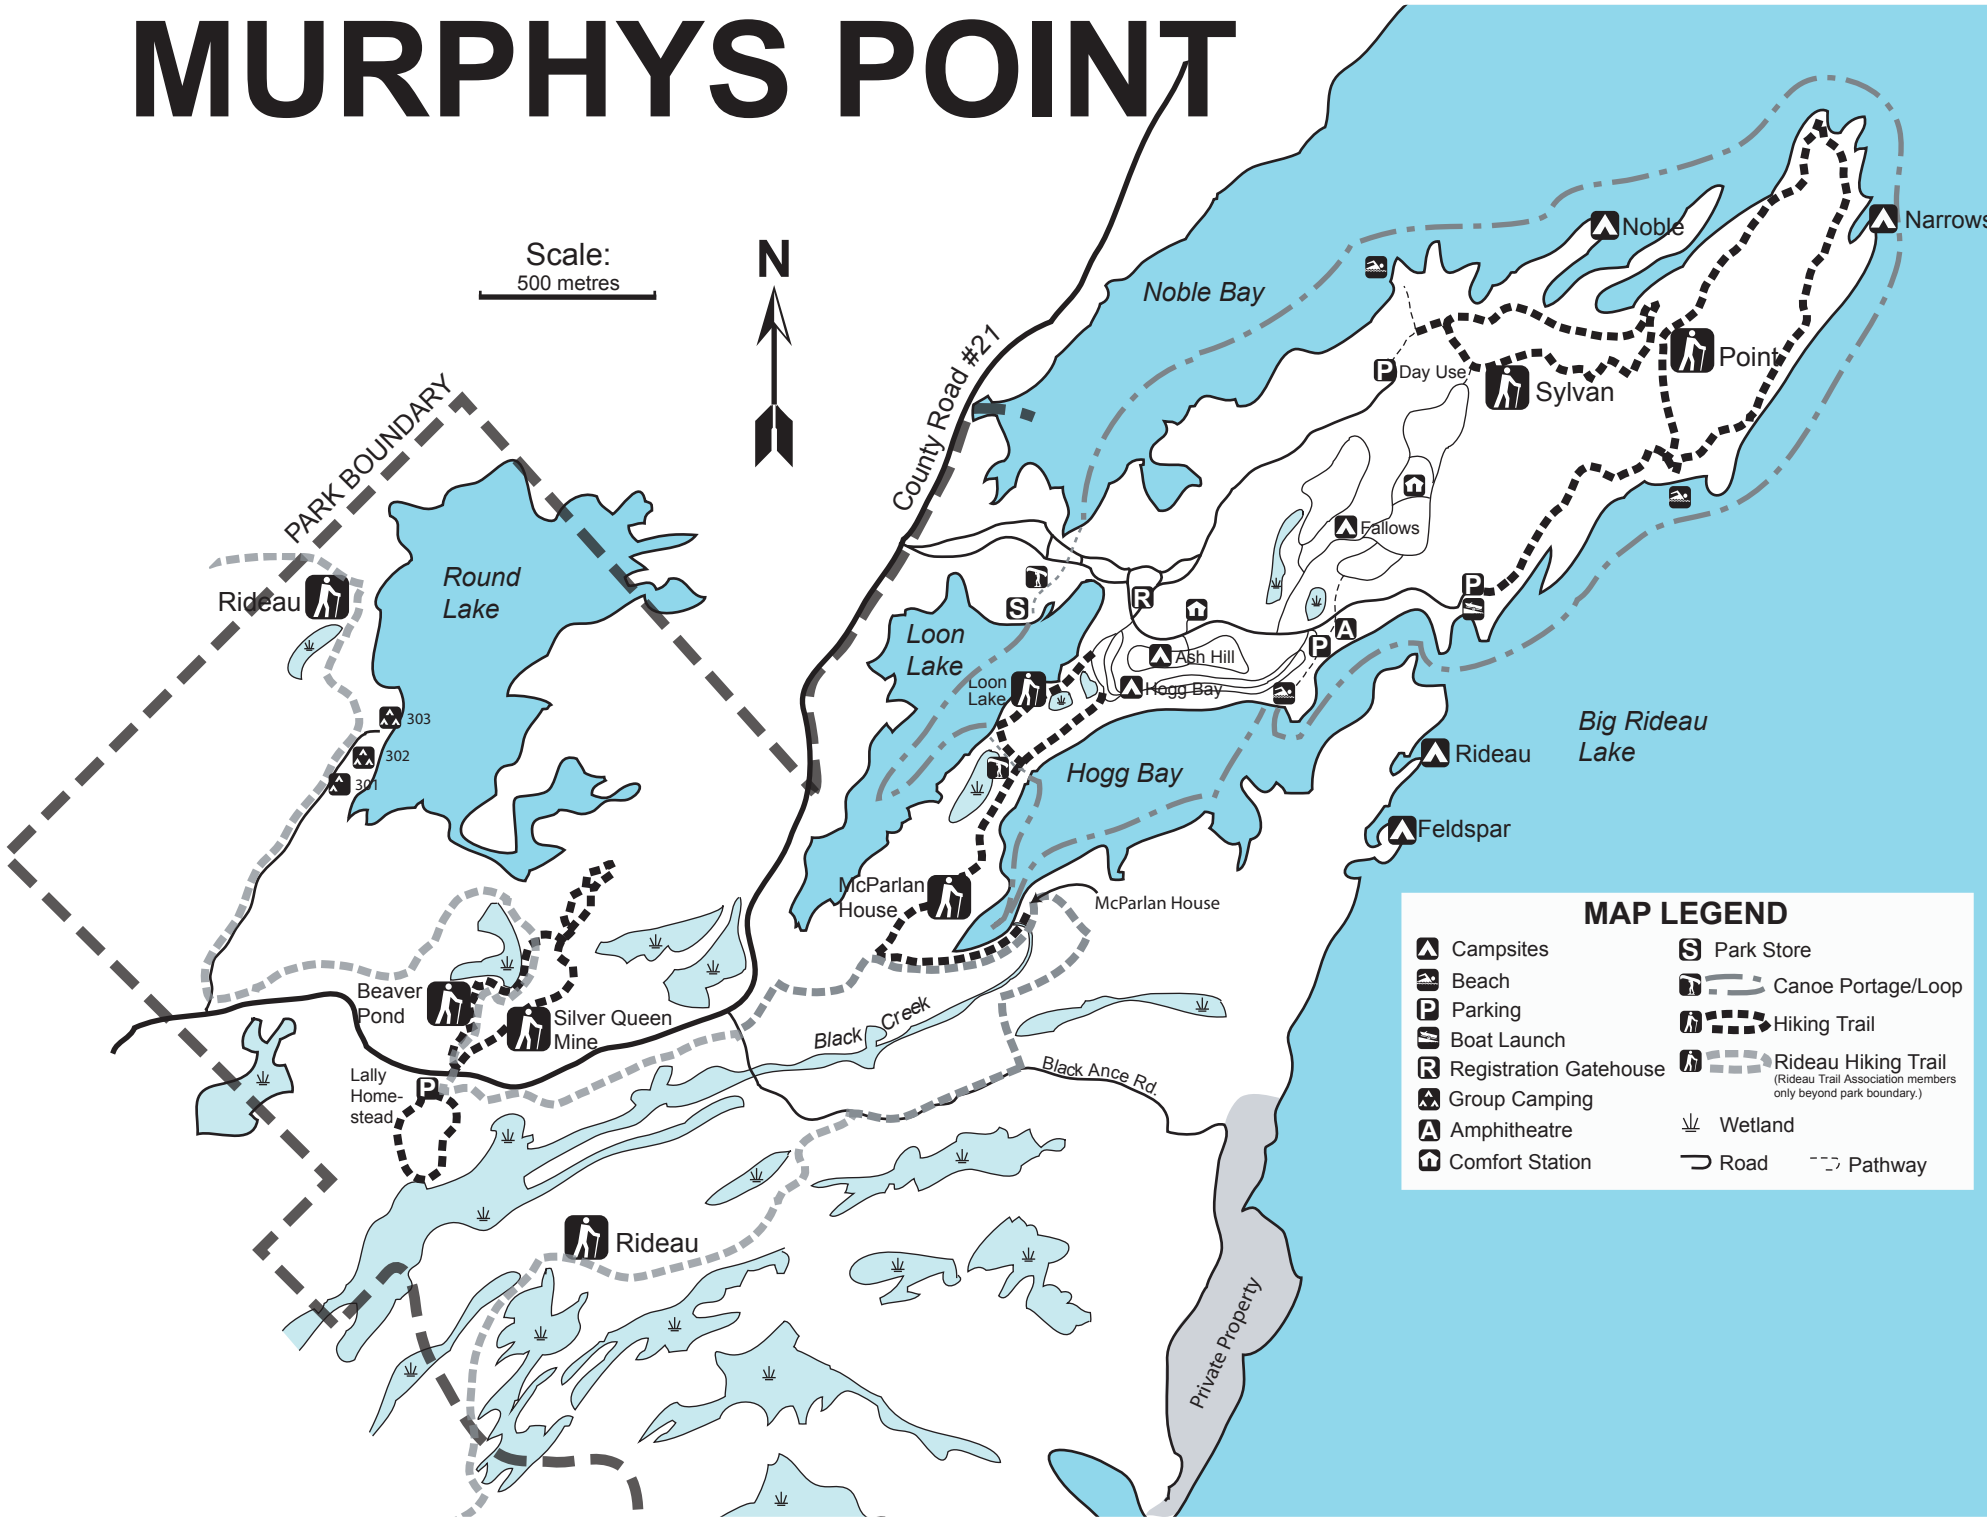 MURPHYS POINT
Scale:
500 metres
N
County Road #21
PARK BOUNDARY
Noble Bay
Noble
Narrows
Point
Sylvan
P
Day Use
Fallows
Round
Lake
Rideau
303
302
301
Loon
Lake
S
R
Ash Hill
Hogg Bay
Loon
Lake
P
A
P
Hogg Bay
Big Rideau
Lake
Rideau
Feldspar
McParlan
House
McParlan House
Beaver
Pond
Silver Queen
Mine
Black Creek
Black Ance Rd.
Lally
Home-
stead
P
Rideau
Private Property
MAP LEGEND
Campsites
Beach
P Parking
Boat Launch
R Registration Gatehouse
Group Camping
A Amphitheatre
Comfort Station
S Park Store
Canoe Portage/Loop
Hiking Trail
Rideau Hiking Trail
(Rideau Trail Association members
only beyond park boundary.)
Wetland
Road
Pathway